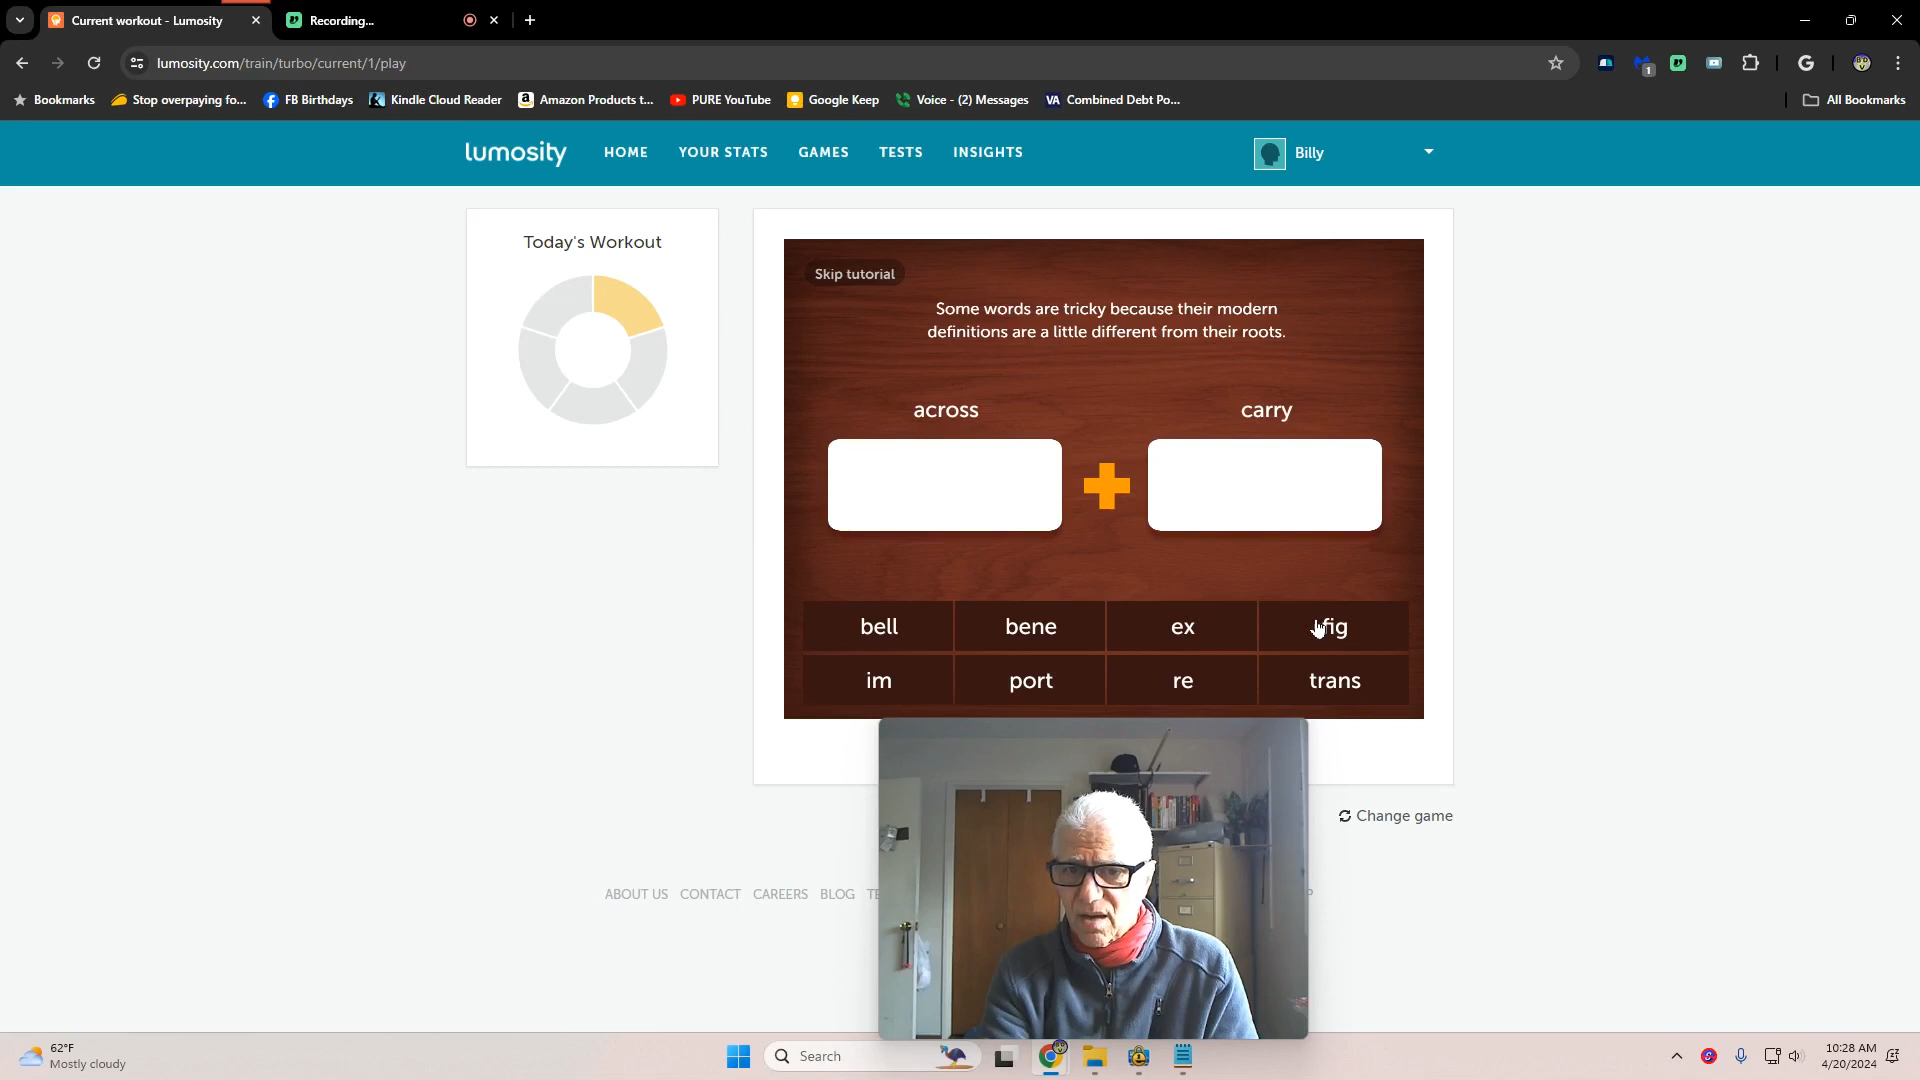 Current workout - Lumosity
Recording...
lumosity.com/train/turbo/current/1/play
1
Bookmarks
Stop overpaying fo...
FB Birthdays
Kindle Cloud Reader
Amazon Products t...
PURE YouTube
Google Keep
Voice - (2) Messages
VA Combined Debt Po...
All Bookmarks
lumosity
HOME
YOUR STATS
GAMES
TESTS
INSIGHTS
Billy
Today's Workout
Skip tutorial
Some words are tricky because their modern
definitions are a little different from their roots.
across
carry
bell bene ex fig
im port re trans
Change game
ABOUT US CONTACT CAREERS BLOG
62°F
Mostly cloudy
Search
10:28 AM
4/20/2024